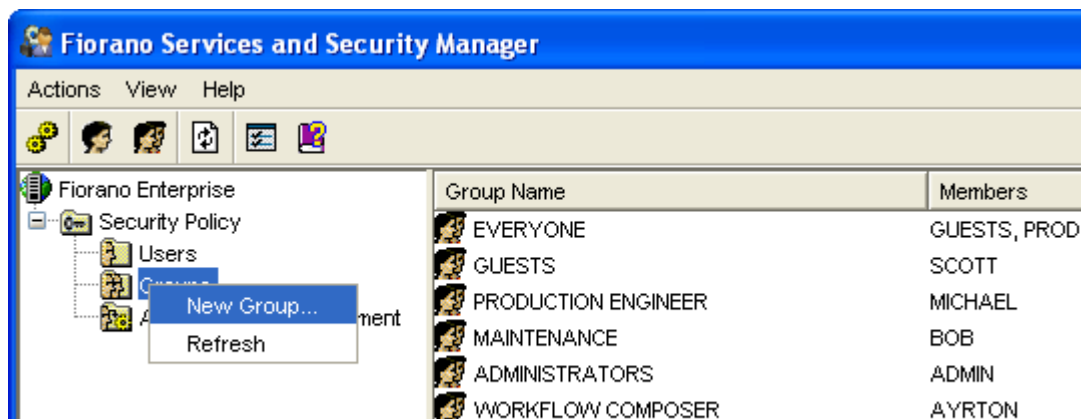 Fiorano Services and Security Manager
Actions View Help
Fiorano Enterprise
Security Policy
Users
Groups
New Group...
Refresh
Group Name Members
EVERYONE GUESTS, PROD
GUESTS SCOTT
PRODUCTION ENGINEER MICHAEL
MAINTENANCE BOB
ADMINISTRATORS ADMIN
WORKFLOW COMPOSER AYRTON